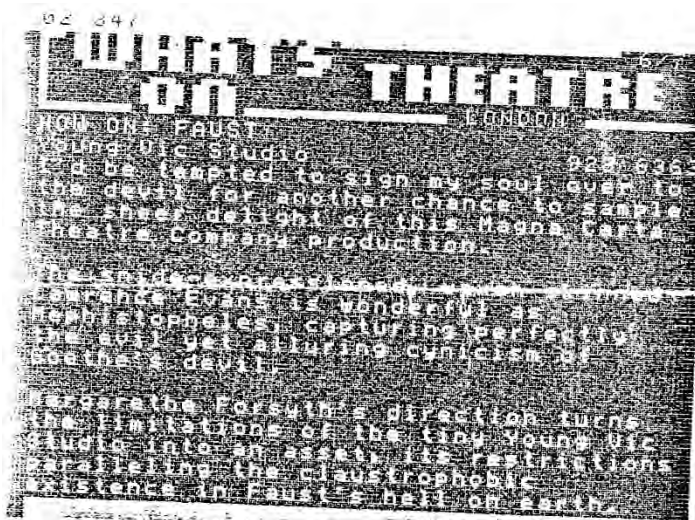 WHAT'S ON THEATRE
LONDON
NOW ON: FAUST
Young Vic Studio 928 636
I'd be tempted to sign my soul over to
the devil for another chance to sample
the sheer delight of this Magna Carta
Theatre Company production.
Lawrance Evans is wonderful as
Mephistopheles, capturing perfectly
the evil yet alluring cynicism of
Goethe's devil.
Margarethe Forsyth's direction turns
the limitations of the tiny Young Vic
Studio into an asset, its restrictions
paralleling the claustrophobic
existence in Faust's hell on earth.